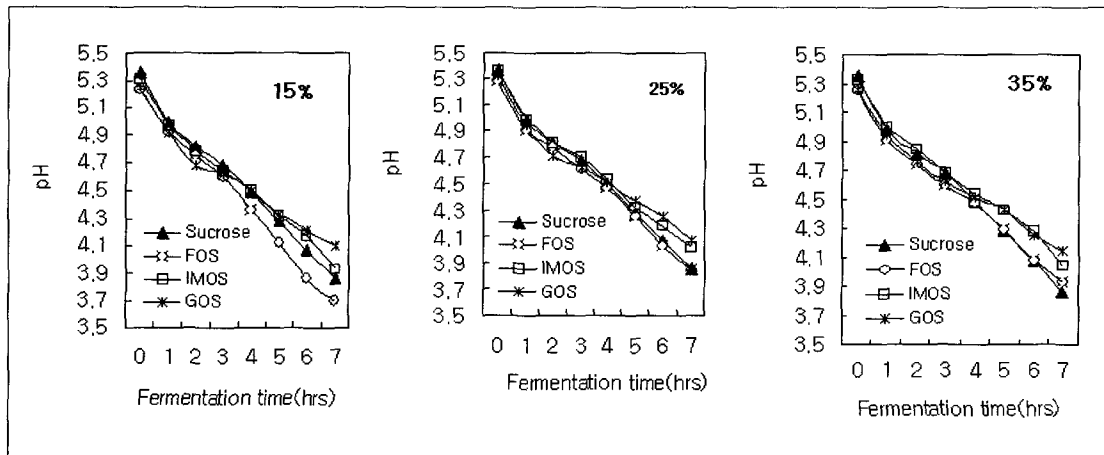 15%
5.5
5.3
5.1
4.9
4.7
4.5
4.3
4.1
3.9
3.7
3.5
pH
Sucrose
FOS
IMOS
GOS
0 1 2 3 4 5 6 7
Fermentation time(hrs)
25%
5.5
5.3
5.1
4.9
4.7
4.5
4.3
4.1
3.9
3.7
3.5
pH
Sucrose
FOS
IMOS
GOS
0 1 2 3 4 5 6 7
Fermentation time(hrs)
35%
5.5
5.3
5.1
4.9
4.7
4.5
4.3
4.1
3.9
3.7
3.5
pH
Sucrose
FOS
IMOS
GOS
0 1 2 3 4 5 6 7
Fermentation time(hrs)